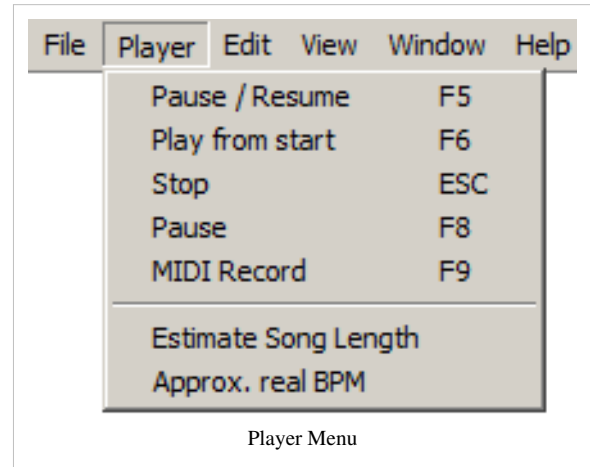 File Player Edit View Window Help
Pause / Resume F5
Play from start F6
Stop ESC
Pause F8
MIDI Record F9
Estimate Song Length
Approx. real BPM
Player Menu